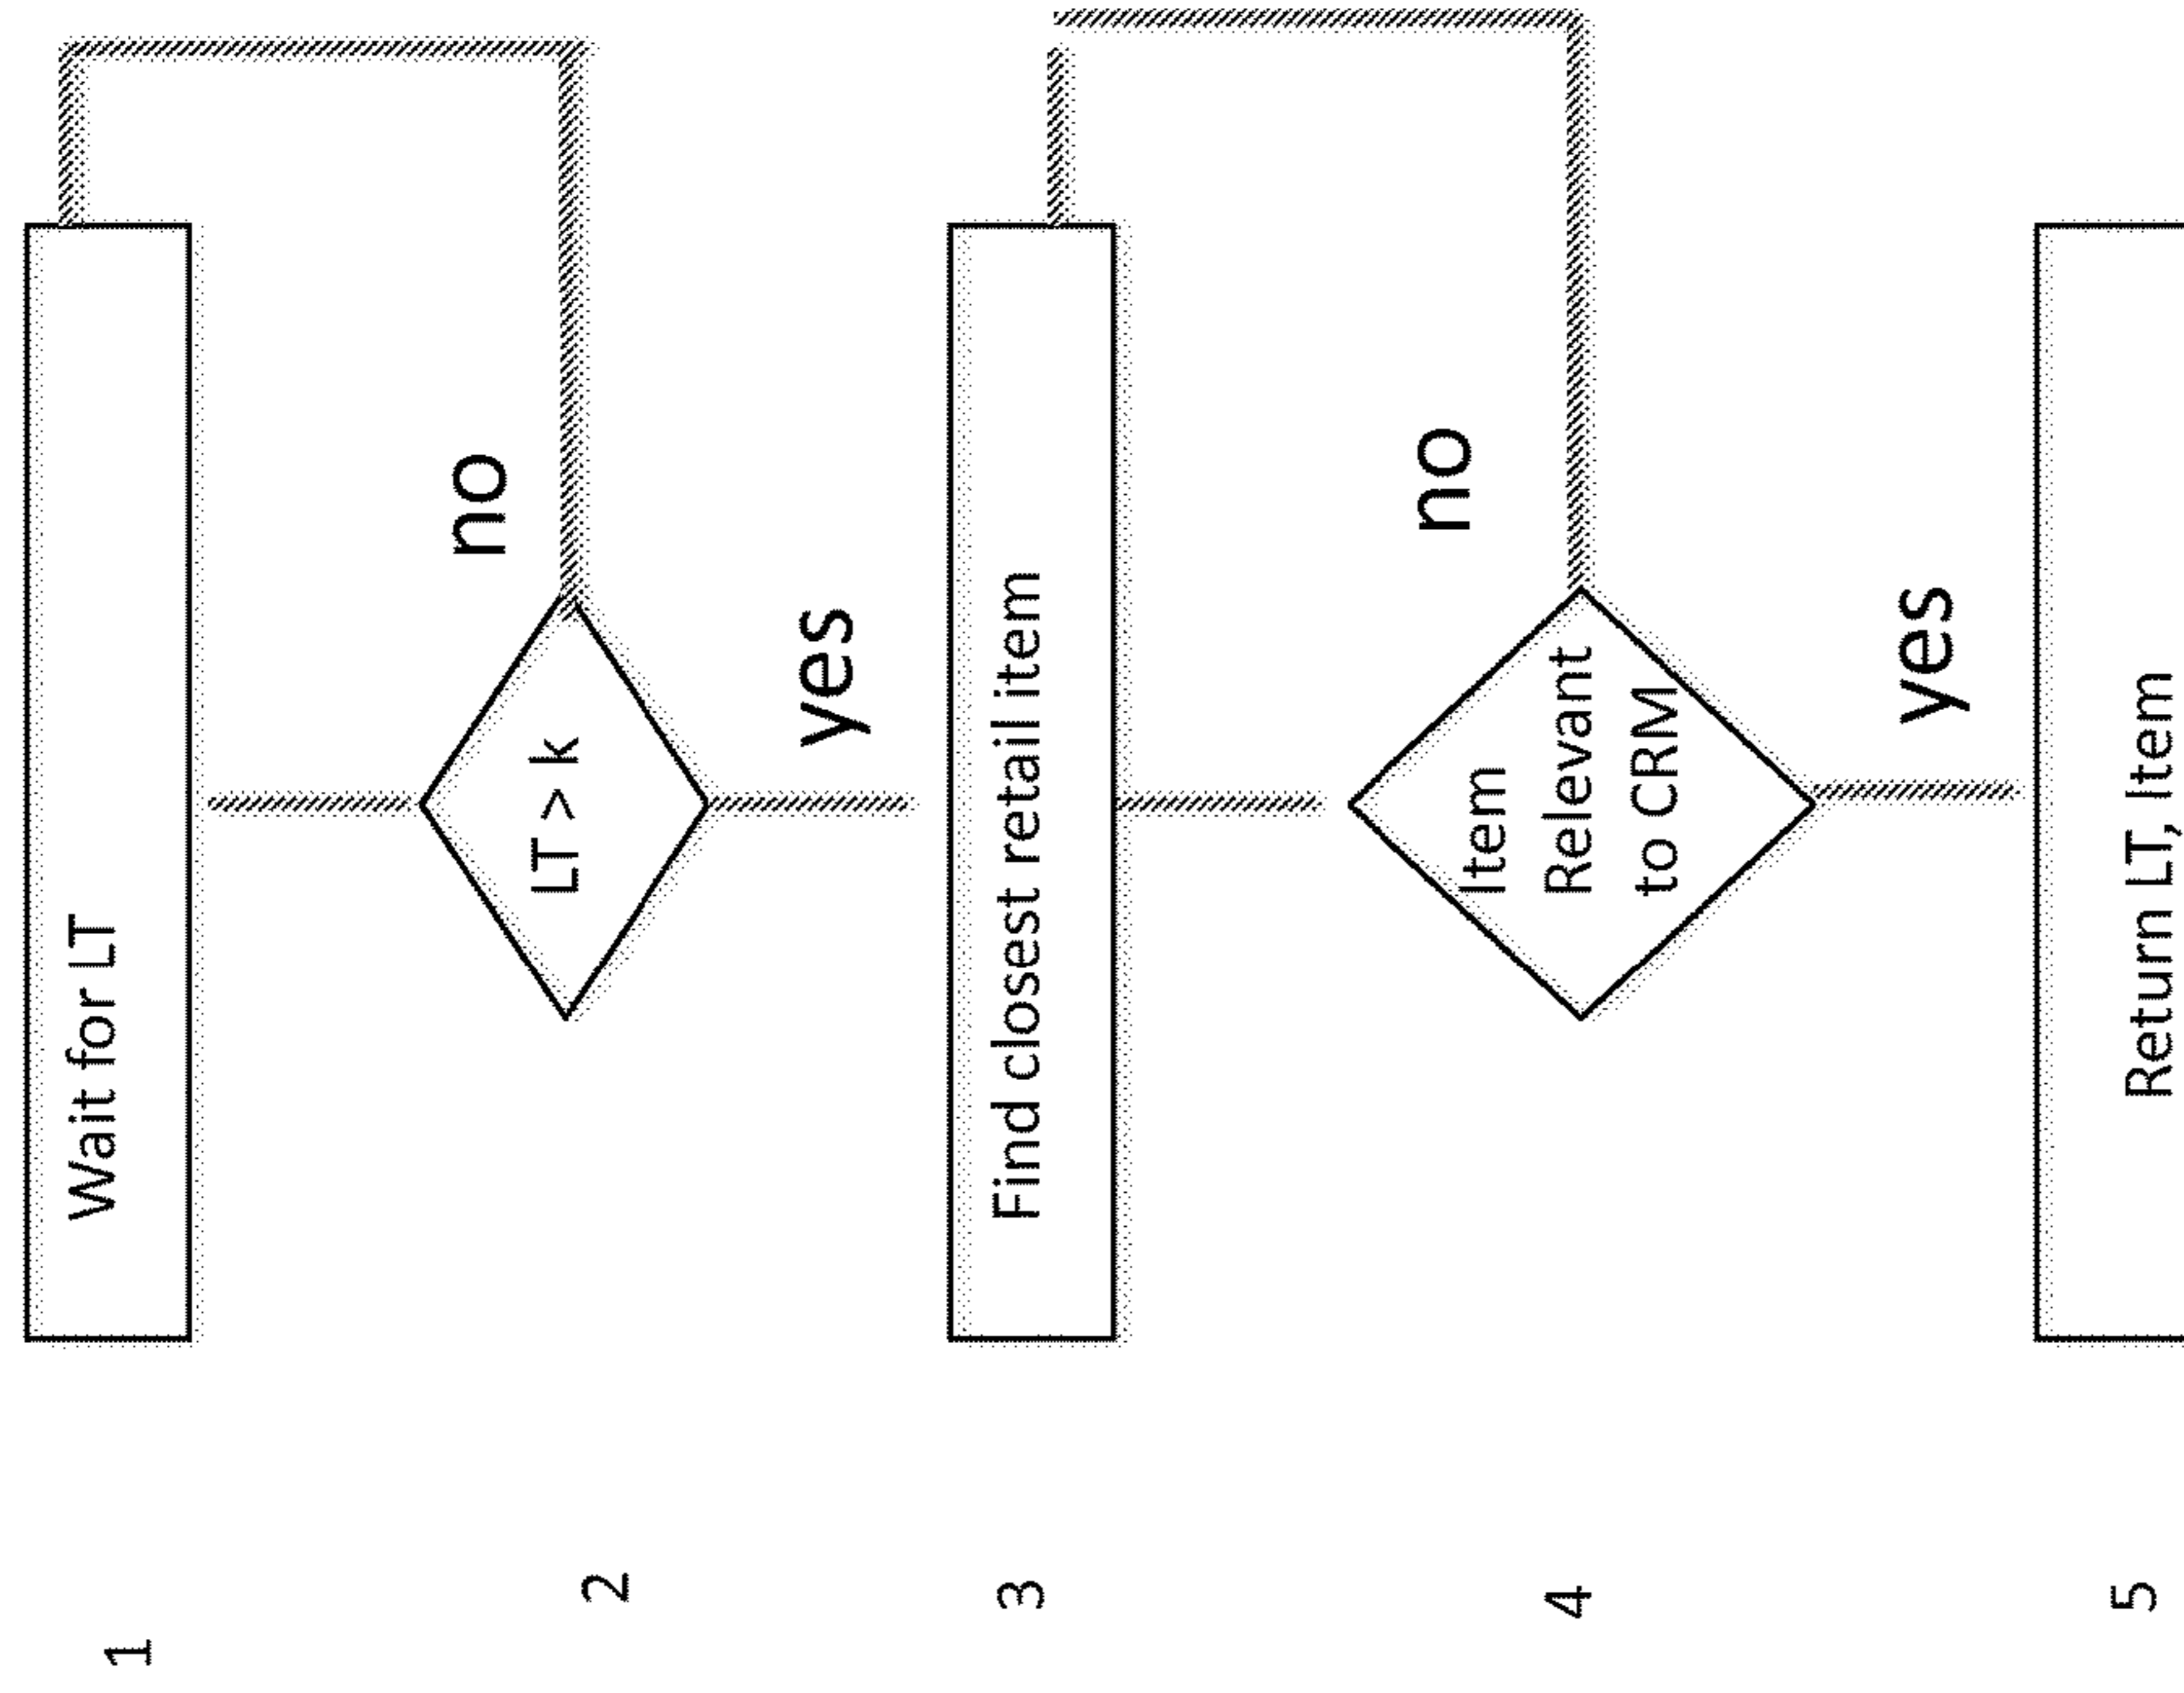 1
Wait for LT
2
LT > k
no
yes
3
Find closest retail item
4
Item
Relevant
to CRM
no
yes
5
Return LT, Item